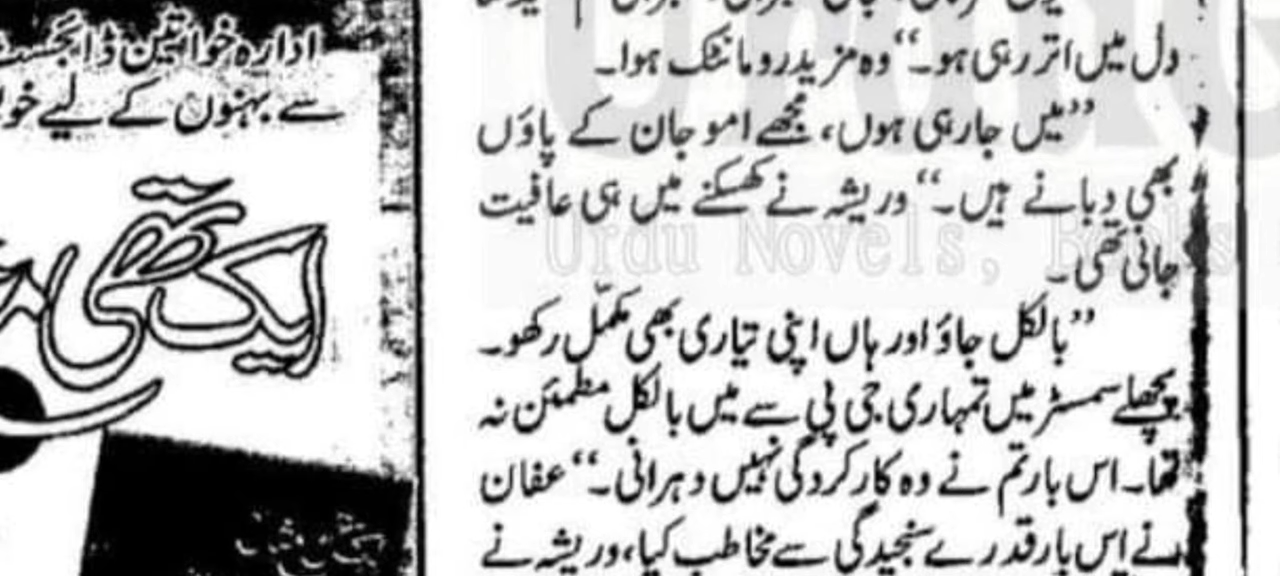 دل میں اتر رہی ہو۔‘‘ وہ مزید رومانٹک ہوا۔
’’میں جارہی ہوں، مجھے امو جان کے پاؤں
بھی دبانے ہیں۔‘‘ وریشہ نے کھسکنے میں ہی عافیت
جانی تھی۔
’’بالکل جاؤ اور ہاں اپنی تیاری بھی مکمل رکھو۔
پچھلے سمسٹر میں تمہاری جی پی سے میں بالکل مطمئن نہ
تھا۔ اس بار تم نے وہ کارکردگی نہیں دہرانی۔‘‘ عفان
نے اس بار قدرے سنجیدگی سے مخاطب کیا، وریشہ نے
ادارہ خواتین ڈائجسٹ
سے بہنوں کے لیے
ایک تھی
Urdu Novels, Books